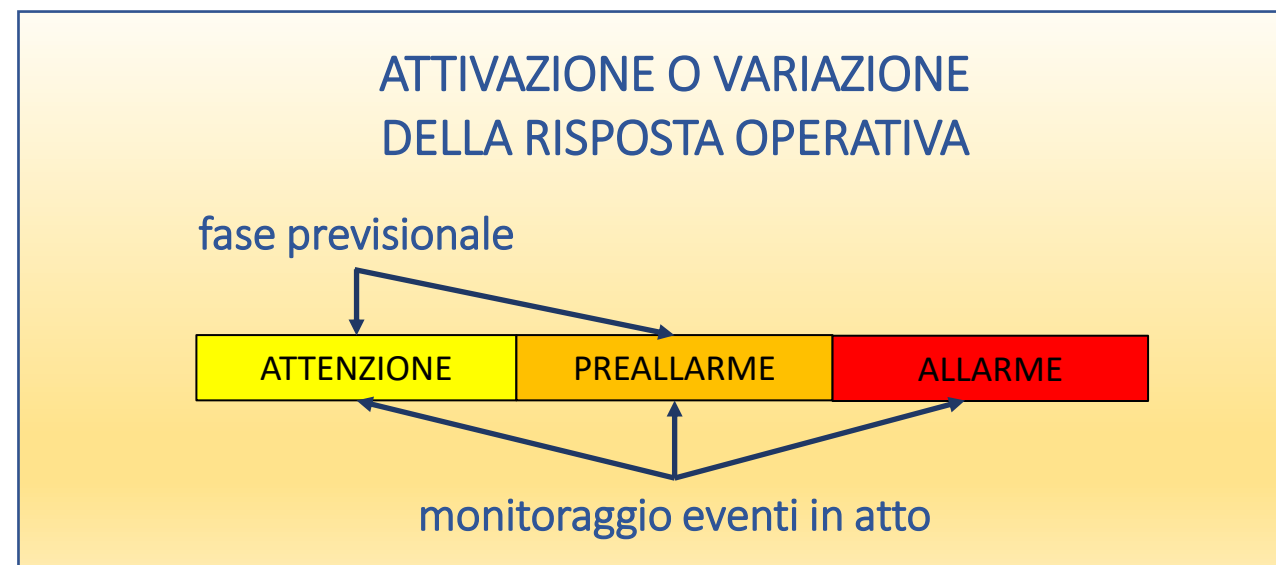 ATTIVAZIONE O VARIAZIONE
DELLA RISPOSTA OPERATIVA
fase previsionale
ATTENZIONE
PREALLARME
ALLARME
monitoraggio eventi in atto